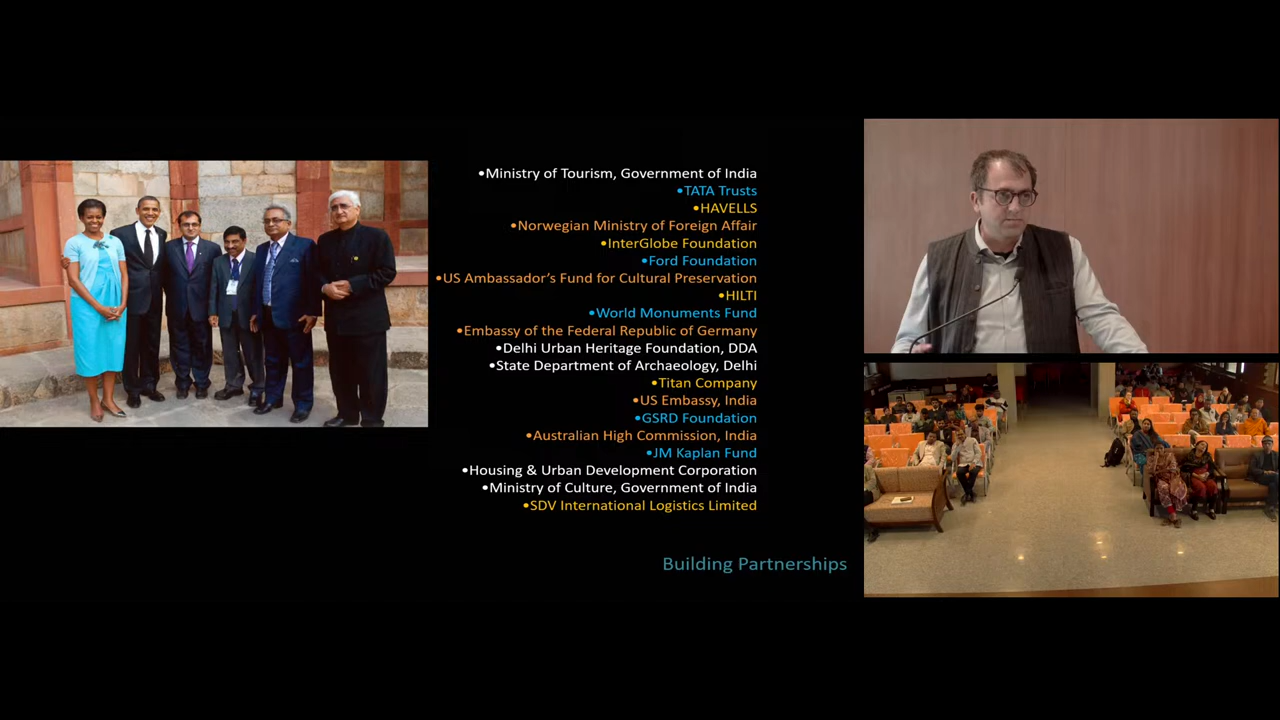 •Ministry of Tourism, Government of India
•TATA Trusts
•HAVELLS
•Norwegian Ministry of Foreign Affair
•InterGlobe Foundation
•Ford Foundation
•US Ambassador's Fund for Cultural Preservation
•HILTI
•World Monuments Fund
•Embassy of the Federal Republic of Germany
•Delhi Urban Heritage Foundation, DDA
•State Department of Archaeology, Delhi
•Titan Company
•US Embassy, India
•GSRD Foundation
•Australian High Commission, India
•JM Kaplan Fund
•Housing & Urban Development Corporation
•Ministry of Culture, Government of India
•SDV International Logistics Limited
Building Partnerships